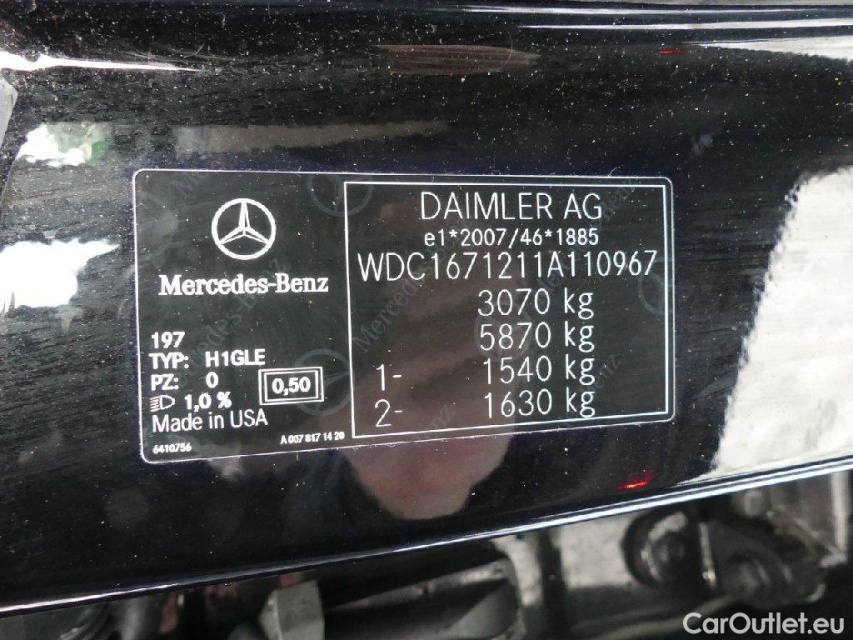 Mercedes-Benz
197
TYP: H1GLE
PZ: 0
1,0 %
0,50
Made in USA
6410756
A 007 817 14 20
DAIMLER AG
e1*2007/46*1885
WDC1671211A110967
3070 kg
5870 kg
1- 1540 kg
2- 1630 kg
CarOutlet.eu